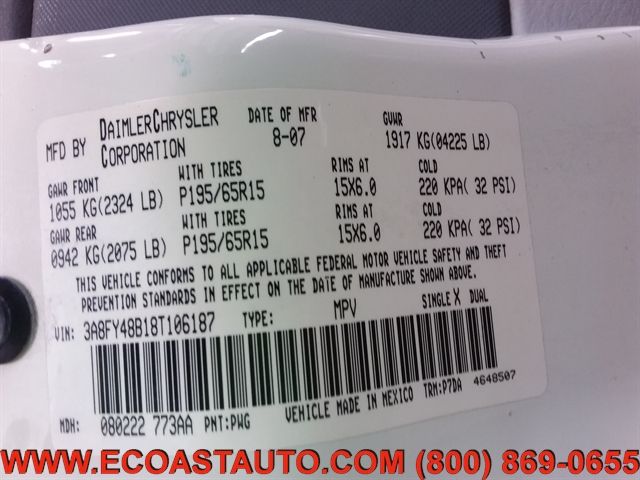 MFD BY DAIMLERCHRYSLER CORPORATION DATE OF MFR 8-07 GVWR 1917 KG(04225 LB)
GAWR FRONT WITH TIRES RIMS AT COLD
1055 KG(2324 LB) P195/65R15 15X6.0 220 KPA( 32 PSI)
GAWR REAR WITH TIRES RIMS AT COLD
0942 KG(2075 LB) P195/65R15 15X6.0 220 KPA( 32 PSI)
THIS VEHICLE CONFORMS TO ALL APPLICABLE FEDERAL MOTOR VEHICLE SAFETY AND THEFT
PREVENTION STANDARDS IN EFFECT ON THE DATE OF MANUFACTURE SHOWN ABOVE.
VIN: 3A8FY48B18T106187 TYPE: MPV SINGLE X DUAL
MDH: 080222 773AA PNT:PWG VEHICLE MADE IN MEXICO TRM:P7DA 4648507
WWW.ECOASTAUTO.COM (800) 869-0655